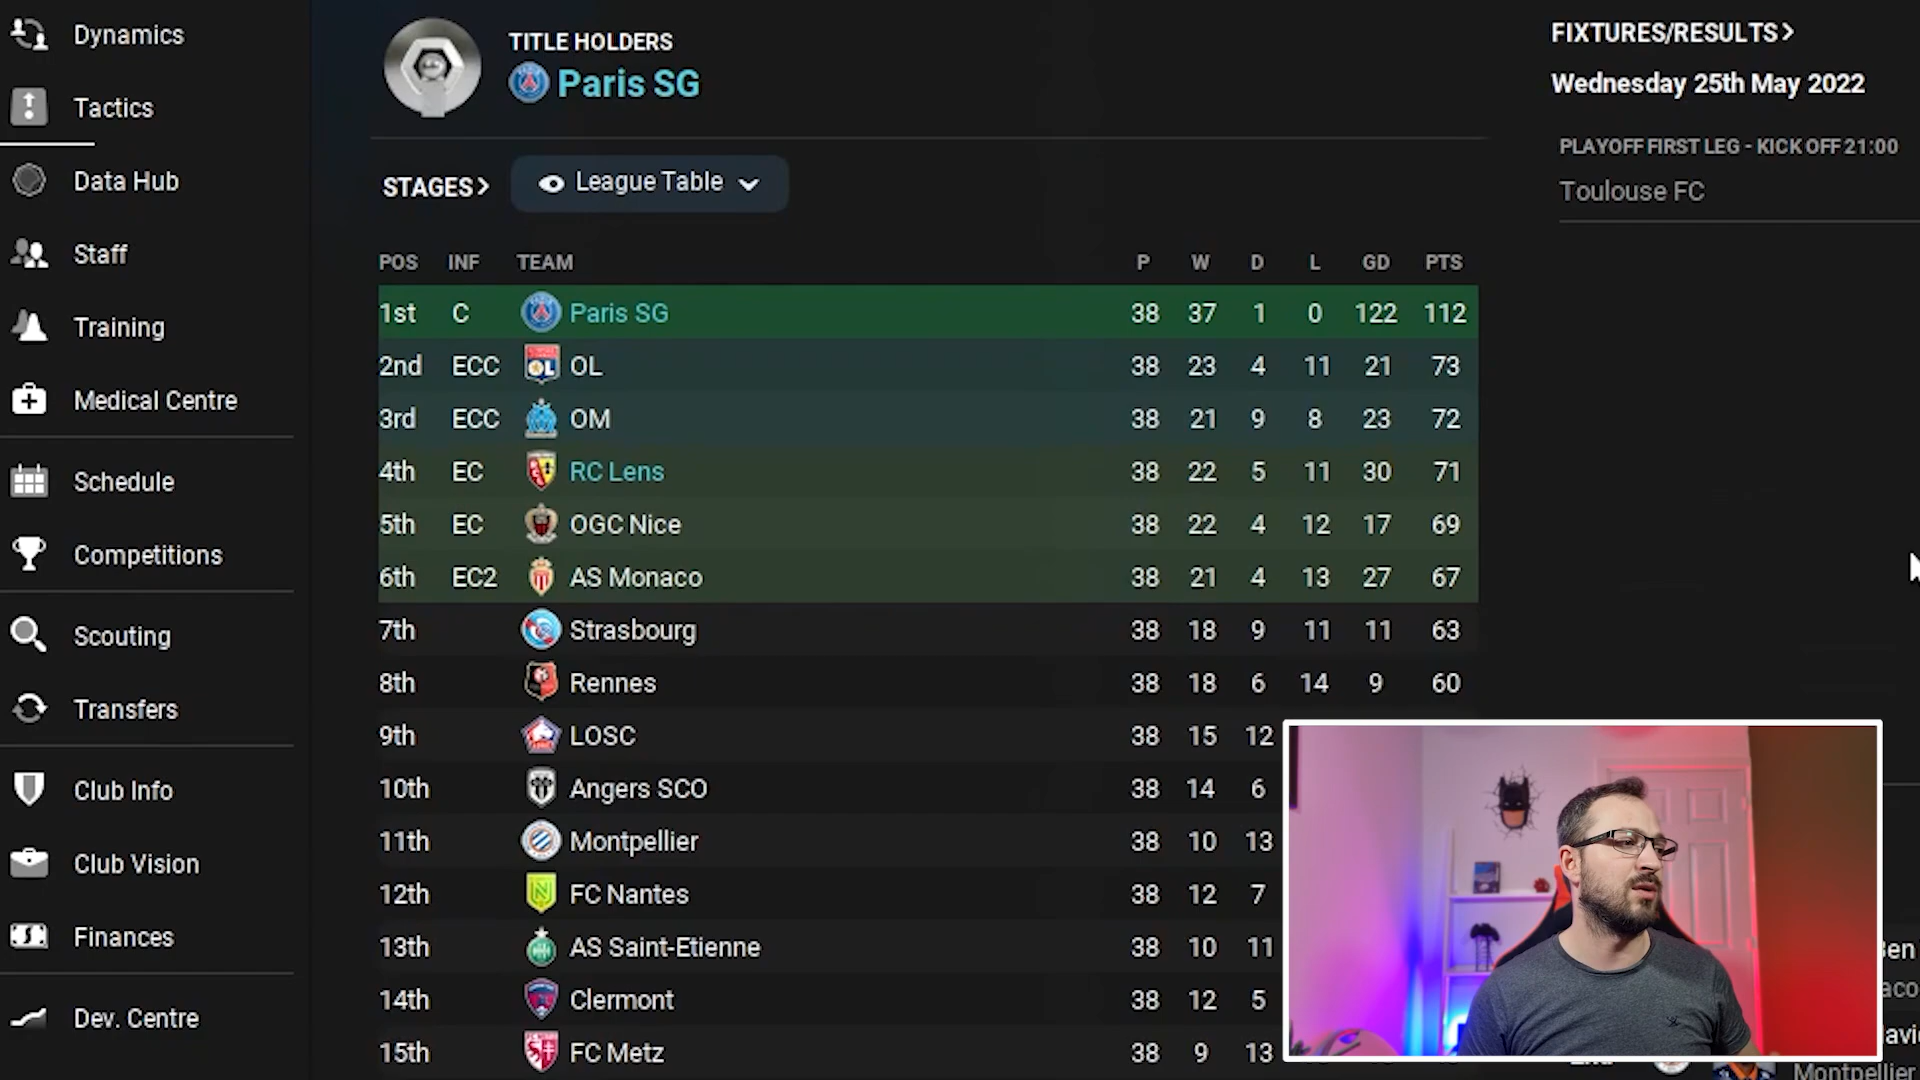 Dynamics
Tactics
Data Hub
Staff
Training
Medical Centre
Schedule
Competitions
Scouting
Transfers
Club Info
Club Vision
Finances
Dev. Centre
TITLE HOLDERS
Paris SG
STAGES
League Table
POS INF TEAM P W D L GD PTS
1st C Paris SG 38 37 1 0 122 112
2nd ECC OL 38 23 4 11 21 73
3rd ECC OM 38 21 9 8 23 72
4th EC RC Lens 38 22 5 11 30 71
5th EC OGC Nice 38 22 4 12 17 69
6th EC2 AS Monaco 38 21 4 13 27 67
7th Strasbourg 38 18 9 11 11 63
8th Rennes 38 18 6 14 9 60
9th LOSC 38 15 12
10th Angers SCO 38 14 6
11th Montpellier 38 10 13
12th FC Nantes 38 12 7
13th AS Saint-Etienne 38 10 11
14th Clermont 38 12 5
15th FC Metz 38 9 13
FIXTURES/RESULTS
Wednesday 25th May 2022
PLAYOFF FIRST LEG - KICK OFF 21:00
Toulouse FC
Montpellier